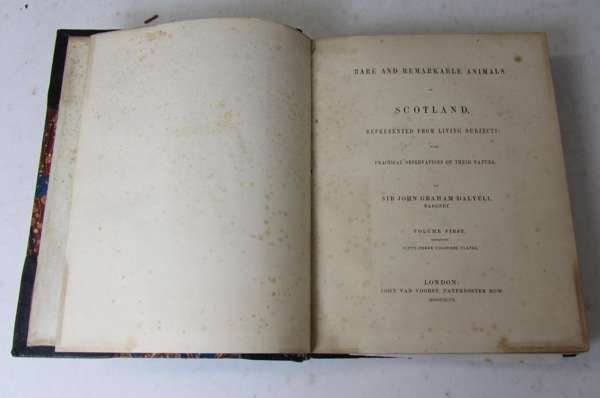 RARE AND REMARKABLE ANIMALS
OF
SCOTLAND,
REPRESENTED FROM LIVING SUBJECTS:
WITH
PRACTICAL OBSERVATIONS ON THEIR NATURE.
BY
SIR JOHN GRAHAM DALYELL,
BARONET
VOLUME FIRST,
CONTAINING
FIFTY-THREE COLOURED PLATES.
LONDON:
JOHN VAN VOORST, PATERNOSTER ROW